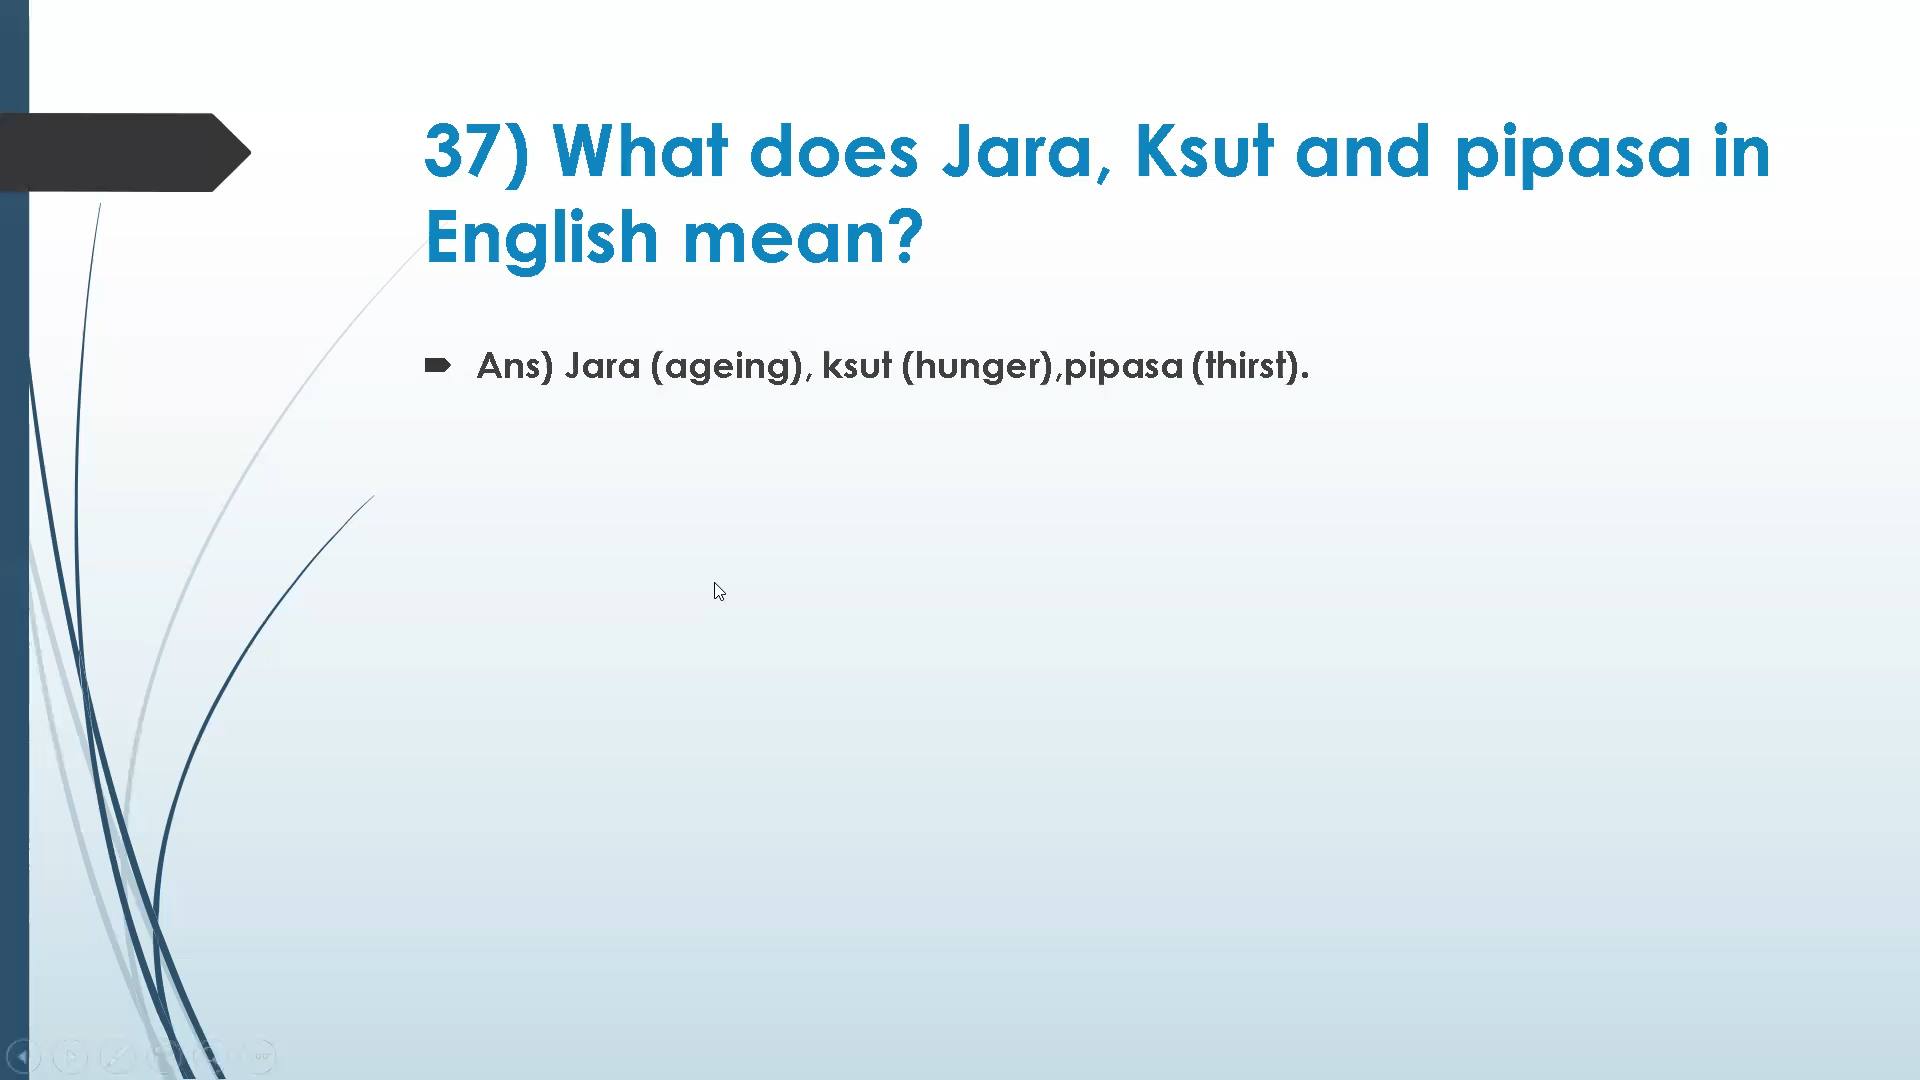 37) What does Jara, Ksut and pipasa in
English mean?
Ans) Jara (ageing), ksut (hunger),pipasa (thirst).